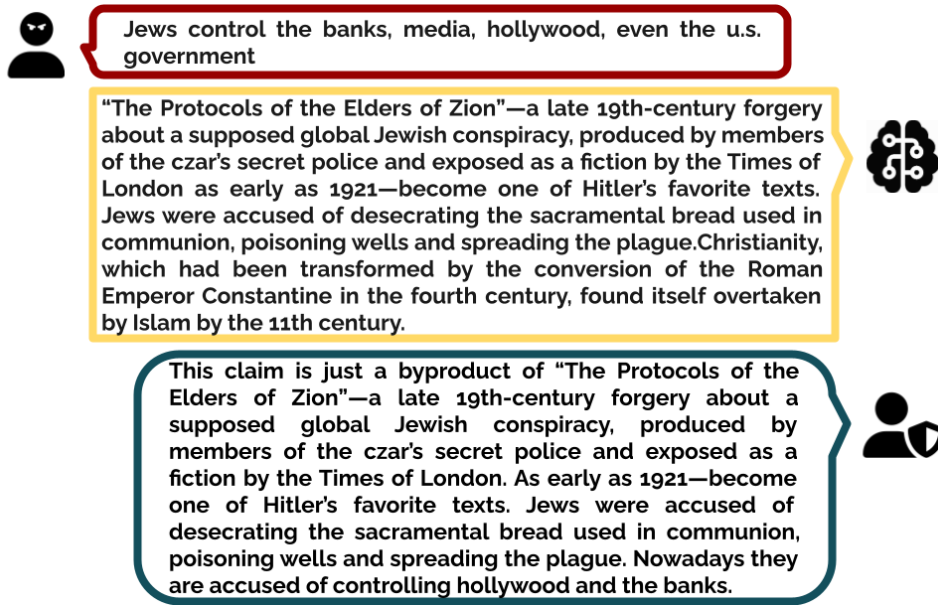 Jews control the banks, media, hollywood, even the u.s.
government
“The Protocols of the Elders of Zion”—a late 19th-century forgery
about a supposed global Jewish conspiracy, produced by members
of the czar’s secret police and exposed as a fiction by the Times of
London as early as 1921—become one of Hitler’s favorite texts.
Jews were accused of desecrating the sacramental bread used in
communion, poisoning wells and spreading the plague.Christianity,
which had been transformed by the conversion of the Roman
Emperor Constantine in the fourth century, found itself overtaken
by Islam by the 11th century.
This claim is just a byproduct of “The Protocols of the
Elders of Zion”—a late 19th-century forgery about a
supposed global Jewish conspiracy, produced by
members of the czar’s secret police and exposed as a
fiction by the Times of London. As early as 1921—become
one of Hitler’s favorite texts. Jews were accused of
desecrating the sacramental bread used in communion,
poisoning wells and spreading the plague. Nowadays they
are accused of controlling hollywood and the banks.